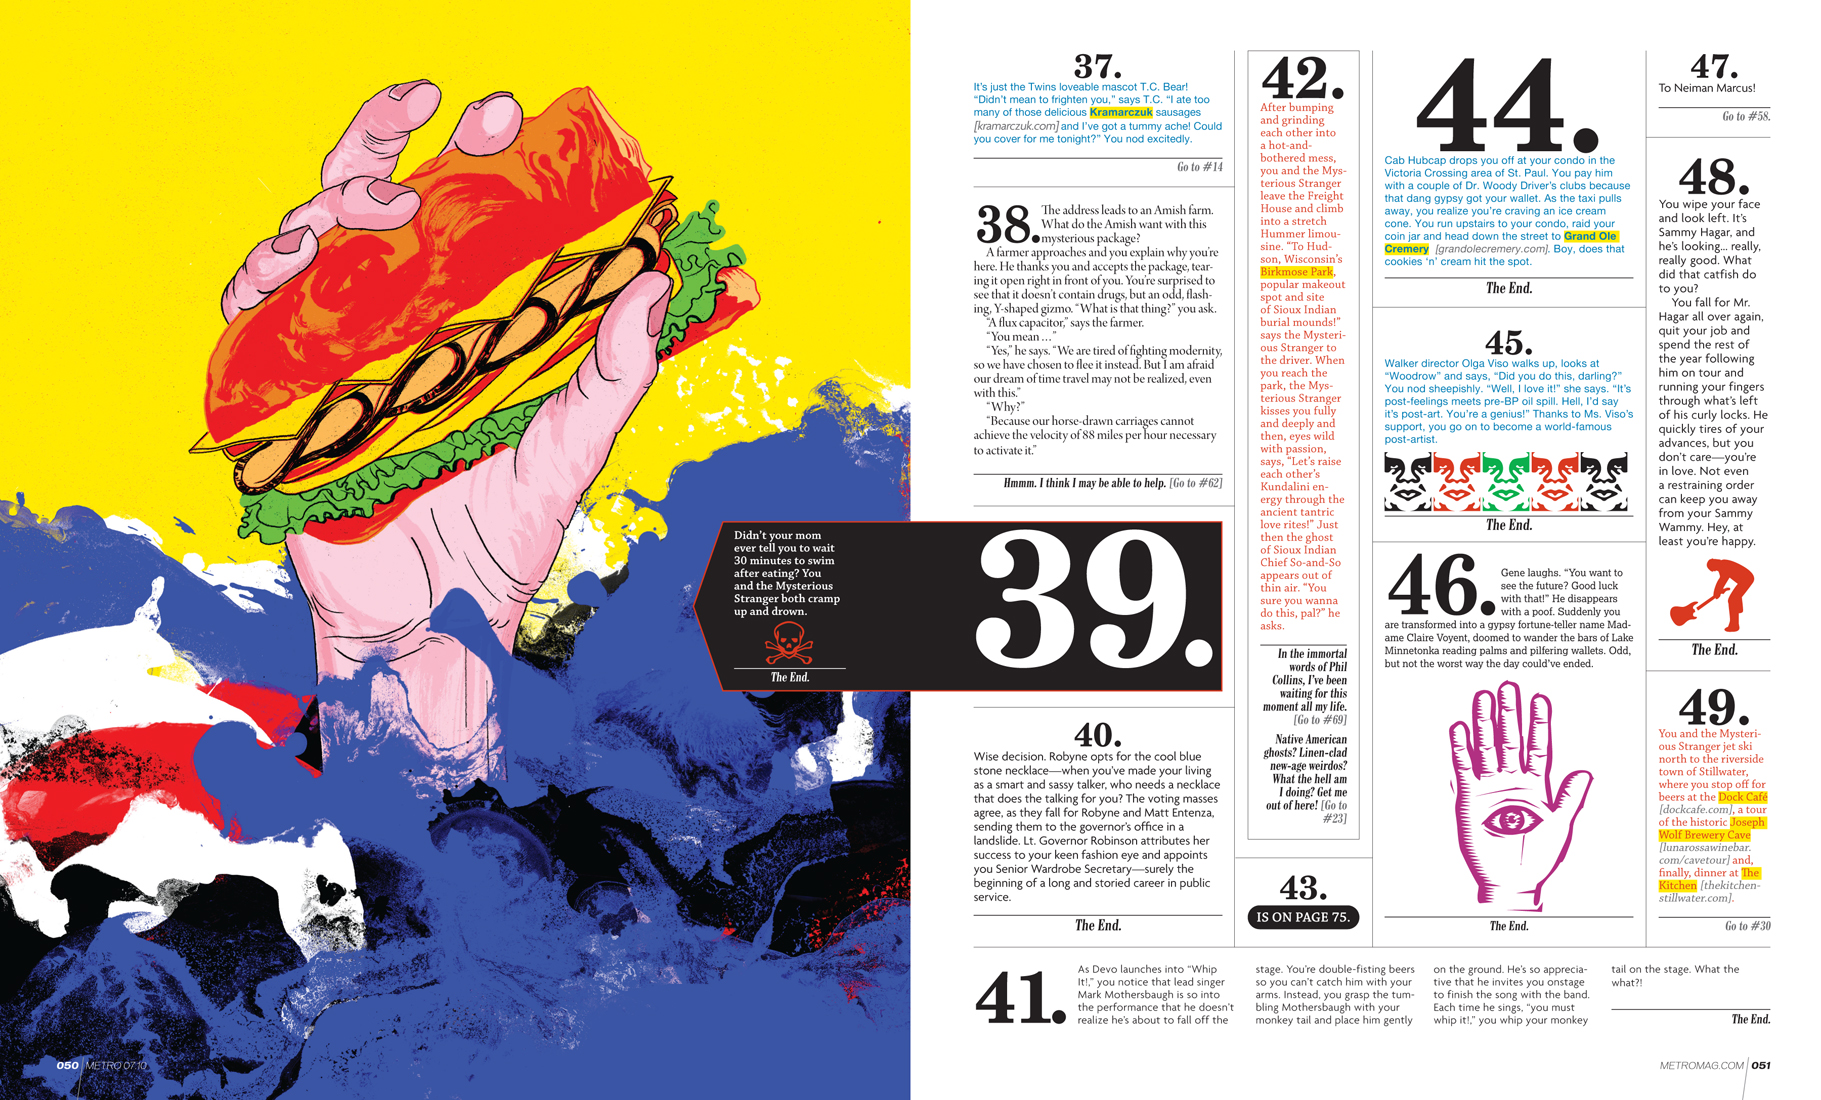 37.
It's just the Twins loveable mascot T.C. Bear!
"Didn't mean to frighten you," says T.C. "I ate too
many of those delicious Kramarczuk sausages
[kramarczuk.com] and I've got a tummy ache! Could
you cover for me tonight?" You nod excitedly.
Go to #14
38.
The address leads to an Amish farm.
What do the Amish want with this
mysterious package?
A farmer approaches and you explain why you're
here. He thanks you and accepts the package, tear-
ing it open right in front of you. You're surprised to
see that it doesn't contain drugs, but an odd, flash-
ing, Y-shaped gizmo. "What is that thing?" you ask.
"A flux capacitor," says the farmer.
"You mean ..."
"Yes," he says. "We are tired of fighting modernity,
so we have chosen to flee it instead. But I am afraid
our dream of time travel may not be realized, even
with this."
"Why?"
"Because our horse-drawn carriages cannot
achieve the velocity of 88 miles per hour necessary
to activate it."
Hmmm. I think I may be able to help. [Go to #62]
39.
Didn't your mom
ever tell you to wait
30 minutes to swim
after eating? You
and the Mysterious
Stranger both cramp
up and drown.
The End.
40.
Wise decision. Robyne opts for the cool blue
stone necklace—when you've made your living
as a smart and sassy talker, who needs a necklace
that does the talking for you? The voting masses
agree, as they fall for Robyne and Matt Entenza,
sending them to the governor's office in a
landslide. Lt. Governor Robinson attributes her
success to your keen fashion eye and appoints
you Senior Wardrobe Secretary—surely the
beginning of a long and storied career in public
service.
The End.
41.
As Devo launches into "Whip
It!," you notice that lead singer
Mark Mothersbaugh is so into
the performance that he doesn't
realize he's about to fall off the
stage. You're double-fisting beers
so you can't catch him with your
arms. Instead, you grasp the tum-
bling Mothersbaugh with your
monkey tail and place him gently
on the ground. He's so apprecia-
tive that he invites you onstage
to finish the song with the band.
Each time he sings, "you must
whip it!," you whip your monkey
tail on the stage. What the
what?!
The End.
42.
After bumping
and grinding
each other into
a hot-and-
bothered mess,
you and the Mys-
terious Stranger
leave the Freight
House and climb
into a stretch
Hummer limou-
sine. "To Hud-
son, Wisconsin's
Birkmose Park,
popular makeout
spot and site
of Sioux Indian
burial mounds!"
says the Mysteri-
ous Stranger to
the driver. When
you reach the
park, the Mys-
terious Stranger
kisses you fully
and deeply and
then, eyes wild
with passion,
says, "Let's raise
each other's
Kundalini en-
ergy through the
ancient tantric
love rites!" Just
then the ghost
of Sioux Indian
Chief So-and-So
appears out of
thin air. "You
sure you wanna
do this, pal?" he
asks.
In the immortal
words of Phil
Collins, I've been
waiting for this
moment all my life.
[Go to #69]
Native American
ghosts? Linen-clad
new-age weirdos?
What the hell am
I doing? Get me
out of here! [Go to
#23]
43.
IS ON PAGE 75.
44.
Cab Hubcap drops you off at your condo in the
Victoria Crossing area of St. Paul. You pay him
with a couple of Dr. Woody Driver's clubs because
that dang gypsy got your wallet. As the taxi pulls
away, you realize you're craving an ice cream
cone. You run upstairs to your condo, raid your
coin jar and head down the street to Grand Ole
Cremery [grandolecremery.com]. Boy, does that
cookies 'n' cream hit the spot.
The End.
45.
Walker director Olga Viso walks up, looks at
"Woodrow" and says, "Did you do this, darling?"
You nod sheepishly. "Well, I love it!" she says. "It's
post-feelings meets pre-BP oil spill. Hell, I'd say
it's post-art. You're a genius!" Thanks to Ms. Viso's
support, you go on to become a world-famous
post-artist.
The End.
46.
Gene laughs. "You want to
see the future? Good luck
with that!" He disappears
with a poof. Suddenly you
are transformed into a gypsy fortune-teller name Mad-
ame Claire Voyent, doomed to wander the bars of Lake
Minnetonka reading palms and pilfering wallets. Odd,
but not the worst way the day could've ended.
The End.
47.
To Neiman Marcus!
Go to #58.
48.
You wipe your face
and look left. It's
Sammy Hagar, and
he's looking... really,
really good. What
did that catfish do
to you?
You fall for Mr.
Hagar all over again,
quit your job and
spend the rest of
the year following
him on tour and
running your fingers
through what's left
of his curly locks. He
quickly tires of your
advances, but you
don't care—you're
in love. Not even
a restraining order
can keep you away
from your Sammy
Wammy. Hey, at
least you're happy.
The End.
49.
You and the Mysteri-
ous Stranger jet ski
north to the riverside
town of Stillwater,
where you stop off for
beers at the Dock Café
[dockcafe.com], a tour
of the historic Joseph
Wolf Brewery Cave
[lunarossawinebar.
com/cavetour] and,
finally, dinner at The
Kitchen [thekitchen-
stillwater.com].
Go to #30
050 METRO 07.10
METROMAG.COM 051